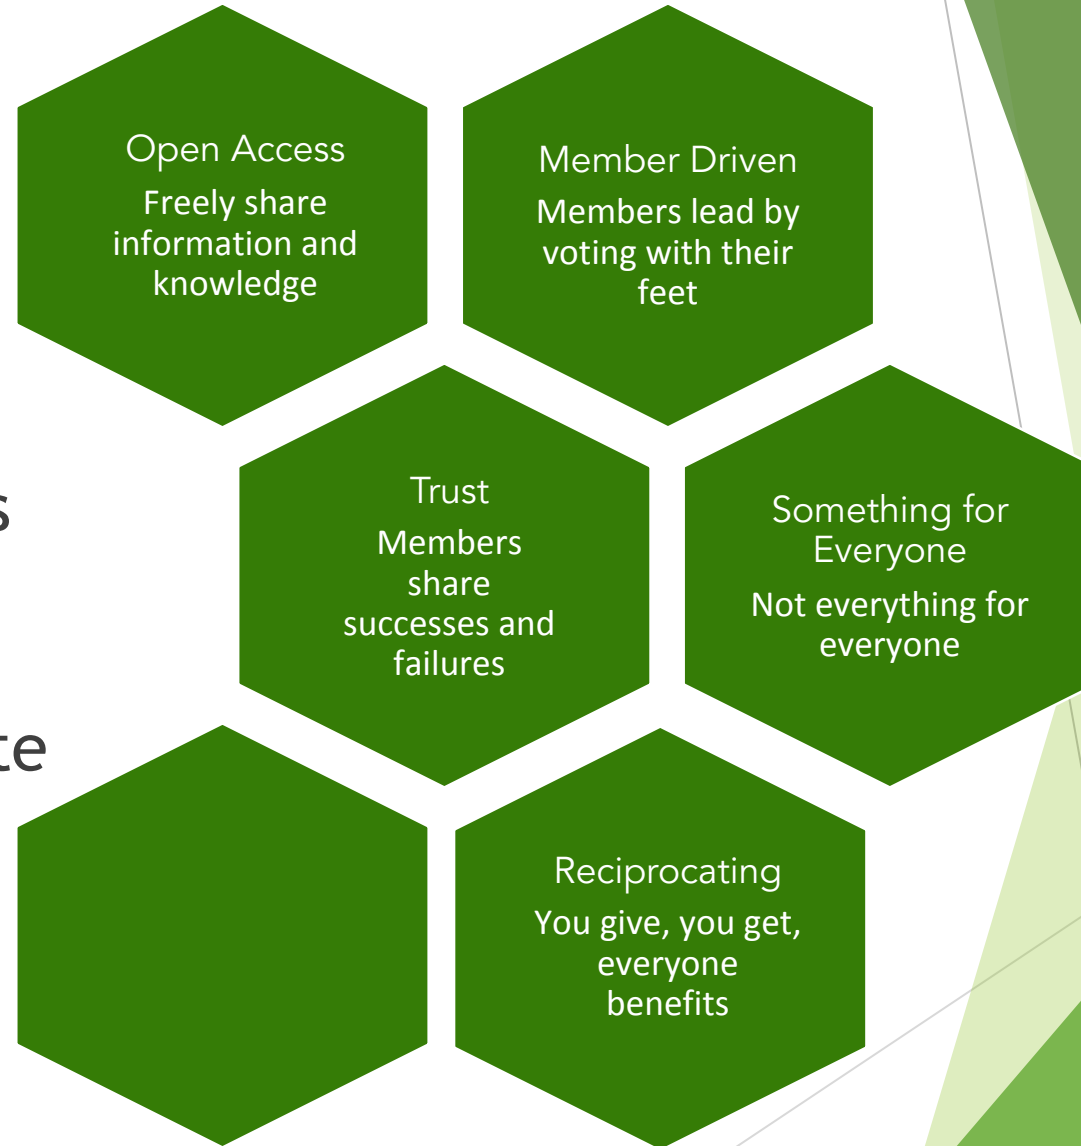 Open Access
Freely share
information and
knowledge
Member Driven
Members lead by
voting with their
feet
s
Trust
Members
share
successes and
failures
Something for
Everyone
Not everything for
everyone
te
Reciprocating
You give, you get,
everyone
benefits